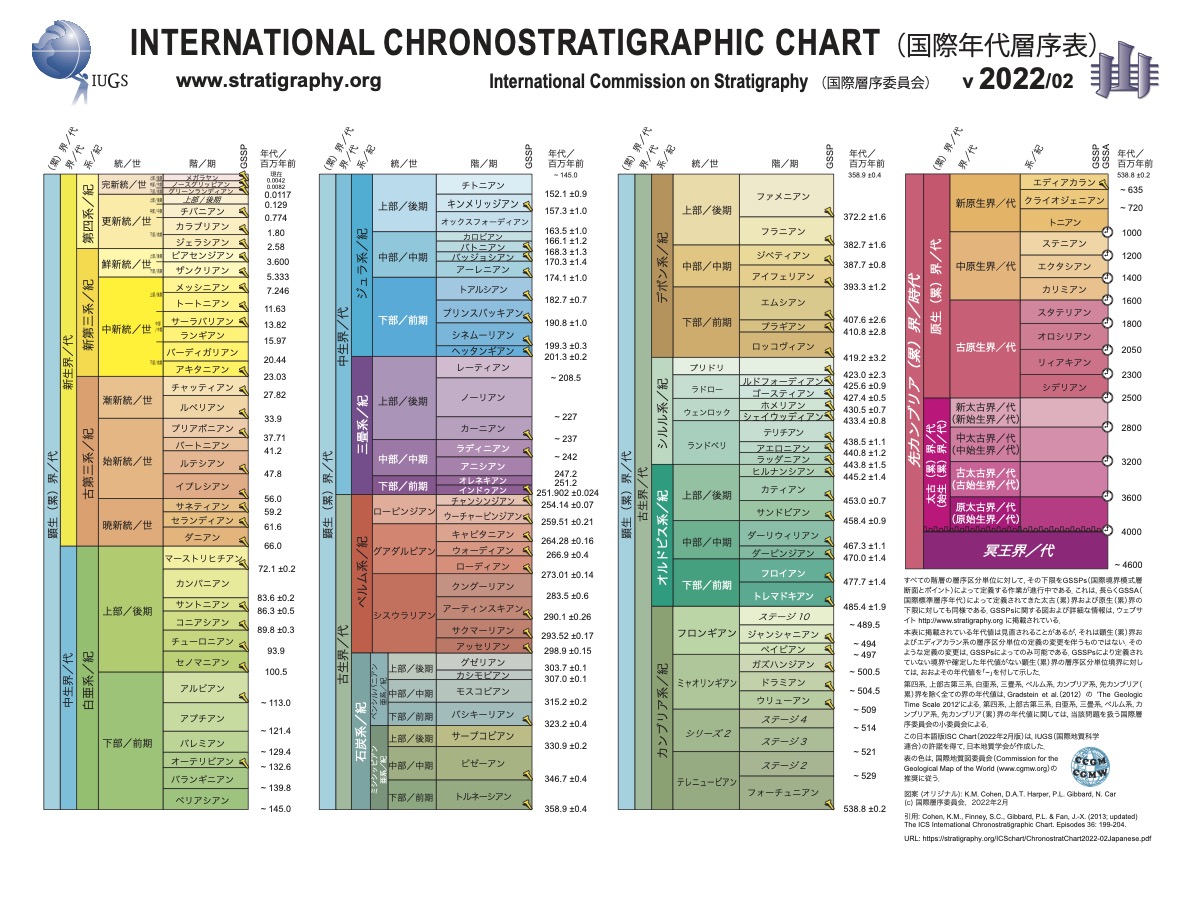 INTERNATIONAL CHRONOSTRATIGRAPHIC CHART（国際年代層序表）
IUGS
www.stratigraphy.org
International Commission on Stratigraphy （国際層序委員会）
v 2022/02
(累) 界／代
界／代
系／紀
統／世
階／期
GSSP
年代／
百万年前
顕生（累）界／代
新生界／代
第四系／紀
完新統／世
メガラヤン
ノースグリッピアン
グリーンランディアン
更新統／世
上部／後期
チバニアン
カラブリアン
ジェラシアン
新第三系／紀
鮮新統／世
ピアセンジアン
ザンクリアン
中新統／世
メッシニアン
トートニアン
サーラバリアン
ランギアン
バーディガリアン
アキタニアン
古第三系／紀
漸新統／世
チャッティアン
ルペリアン
始新統／世
プリアボニアン
バートニアン
ルテシアン
イプレシアン
暁新統／世
サネティアン
セランディアン
ダニアン
中生界／代
白亜系／紀
上部／後期
マーストリヒチアン
カンパニアン
サントニアン
コニアシアン
チューロニアン
セノマニアン
下部／前期
アルビアン
アプチアン
バレミアン
オーテリビアン
バランギニアン
ベリアシアン
現在
0.0042
0.0082
0.0117
0.129
0.774
1.80
2.58
3.600
5.333
7.246
11.63
13.82
15.97
20.44
23.03
27.82
33.9
37.71
41.2
47.8
56.0
59.2
61.6
66.0
72.1 ±0.2
83.6 ±0.2
86.3 ±0.5
89.8 ±0.3
93.9
100.5
~ 113.0
~ 121.4
~ 129.4
~ 132.6
~ 139.8
~ 145.0
(累) 界／代
界／代
系／紀
統／世
階／期
GSSP
年代／
百万年前
顕生（累）界／代
中生界／代
ジュラ系／紀
上部／後期
チトニアン
キンメリッジアン
オックスフォーディアン
中部／中期
カロビアン
バトニアン
バッジョシアン
アーレニアン
下部／前期
トアルシアン
プリンスバッキアン
シネムーリアン
ヘッタンギアン
三畳系／紀
上部／後期
レーティアン
ノーリアン
カーニアン
中部／中期
ラディニアン
アニシアン
下部／前期
オレネキアン
インドゥアン
古生界／代
ペルム系／紀
ローピンジアン
チャンシンジアン
ウーチャーピンジアン
グアダルピアン
キャピタニアン
ウォーディアン
ローディアン
シスウラリアン
クングーリアン
アーティンスキアン
サクマーリアン
アッセリアン
石炭系／紀
ペンシルバニアン
亜系／紀
上部／後期
グゼリアン
カシモビアン
中部／中期
モスコビアン
下部／前期
バシキーリアン
ミシシッピアン
亜系／紀
上部／後期
サープコビアン
中部／中期
ビゼーアン
下部／前期
トルネーシアン
~ 145.0
152.1 ±0.9
157.3 ±1.0
163.5 ±1.0
166.1 ±1.2
168.3 ±1.3
170.3 ±1.4
174.1 ±1.0
182.7 ±0.7
190.8 ±1.0
199.3 ±0.3
201.3 ±0.2
~ 208.5
~ 227
~ 237
~ 242
247.2
251.2
251.902 ±0.024
254.14 ±0.07
259.51 ±0.21
264.28 ±0.16
266.9 ±0.4
273.01 ±0.14
283.5 ±0.6
290.1 ±0.26
293.52 ±0.17
298.9 ±0.15
303.7 ±0.1
307.0 ±0.1
315.2 ±0.2
323.2 ±0.4
330.9 ±0.2
346.7 ±0.4
358.9 ±0.4
(累) 界／代
界／代
系／紀
統／世
階／期
GSSP
年代／
百万年前
顕生（累）界／代
古生界／代
デボン系／紀
上部／後期
ファメニアン
フラニアン
中部／中期
ジベティアン
アイフェリアン
下部／前期
エムシアン
プラギアン
ロッコヴィアン
シルル系／紀
プリドリ
ラドロー
ルドフォーディアン
ゴースティアン
ウェンロック
ホメリアン
シェイウッディアン
ランドベリ
テリチアン
アエロニアン
ラッダニアン
オルドビス系／紀
上部／後期
ヒルナンシアン
カティアン
サンドビアン
中部／中期
ダーリウィリアン
ダーピンジアン
下部／前期
フロイアン
トレマドキアン
カンブリア系／紀
フロンギアン
ステージ 10
ジャンシャニアン
ペイビアン
ミャオリンギアン
ガズハンジアン
ドラミアン
ウリューアン
シリーズ 2
ステージ 4
ステージ 3
テレニュービアン
ステージ 2
フォーチュニアン
358.9 ±0.4
372.2 ±1.6
382.7 ±1.6
387.7 ±0.8
393.3 ±1.2
407.6 ±2.6
410.8 ±2.8
419.2 ±3.2
423.0 ±2.3
425.6 ±0.9
427.4 ±0.5
430.5 ±0.7
433.4 ±0.8
438.5 ±1.1
440.8 ±1.2
443.8 ±1.5
445.2 ±1.4
453.0 ±0.7
458.4 ±0.9
467.3 ±1.1
470.0 ±1.4
477.7 ±1.4
485.4 ±1.9
~ 489.5
~ 494
~ 497
~ 500.5
~ 504.5
~ 509
~ 514
~ 521
~ 529
538.8 ±0.2
(累) 界／代
界／代
系／紀
GSSP
GSSA
年代／
百万年前
先カンブリア（累）界／時代
原生（累）界／代
新原生界／代
エディアカラン
クライオジェニアン
トニアン
中原生界／代
ステニアン
エクタシアン
カリミアン
古原生界／代
スタテリアン
オロシリアン
リィアキアン
シデリアン
太古（累）界／代
（始生（累）界／代）
新太古界／代
（新始生界／代）
中太古界／代
（中始生界／代）
古太古界／代
（古始生界／代）
原太古界／代
（原始生界／代）
冥王界／代
538.8 ±0.2
~ 635
~ 720
1000
1200
1400
1600
1800
2050
2300
2500
2800
3200
3600
4000
~ 4600
すべての階層の層序区分単位に対して，その下限をGSSPs（国際境界模式層
断面とポイント）によって定義する作業が進行中である．これは，長らくGSSA（
国際標準層序年代）によって定義されてきた太古（累）界および原生（累）界の
下限に対しても同様である．GSSPsに関する図および詳細な情報は，ウェブサ
イト http://www.stratigraphy.org に掲載されている．
本表に掲載されている年代値は見直されることがあるが，それは顕生（累）界お
よびエディアカラン系の層序区分単位の定義の変更を伴うものではない．その
ような定義の変更は，GSSPsによってのみ可能である．GSSPsにより定義され
ていない境界や確定した年代値がない顕生（累）界の層序区分単位境界に対し
ては，おおよその年代値を「~」を付して示した．
第四系，上部古第三系，白亜系，三畳系，ペルム系，カンブリア系，先カンブリア（
累）界を除く全ての界の年代値は，Gradstein et al.（2012） の 'The Geologic
Time Scale 2012'による．第四系，上部古第三系，白亜系，三畳系，ペルム系，カ
ンブリア系，先カンブリア（累）界の年代値に関しては，当該問題を扱う国際層
序委員会の小委員会による．
この日本語版ISC Chart（2022年2月版）は，IUGS（国際地質科学
連合）の許諾を得て，日本地質学会が作成した．
表の色は，国際地質図委員会（Commission for the
Geological Map of the World (www.cgmw.org)）の
推奨に従う．
CCGM
CGMW
図案（オリジナル）: K.M. Cohen, D.A.T. Harper, P.L. Gibbard, N. Car
(c) 国際層序委員会， 2022年2月
引用: Cohen, K.M., Finney, S.C., Gibbard, P.L. & Fan, J.-X. (2013; updated)
The ICS International Chronostratigraphic Chart. Episodes 36: 199-204.
URL: https://stratigraphy.org/ICSchart/ChronostratChart2022-02Japanese.pdf